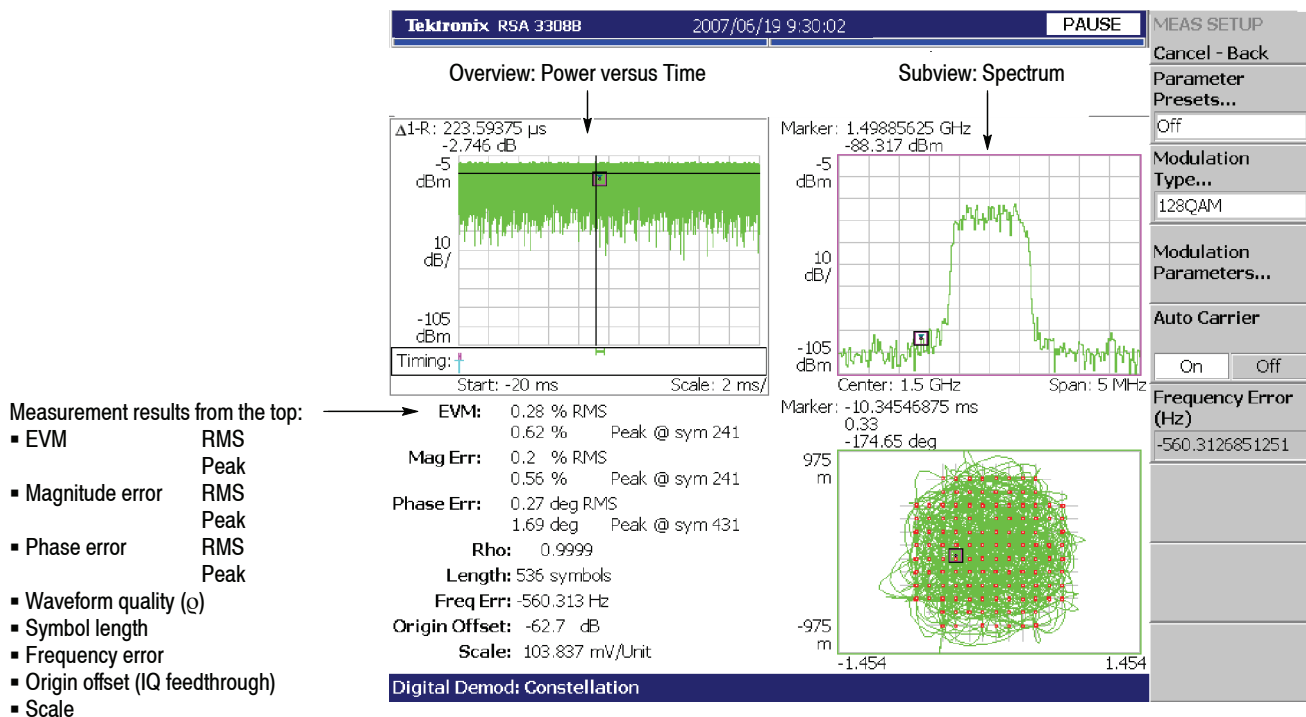 Tektronix RSA 3308B 2007/06/19 9:30:02 PAUSE
Overview: Power versus Time
Subview: Spectrum
Δ1-R: 223.59375 µs
-2.746 dB
-5
dBm
10
dB/
-105
dBm
Timing:
Start: -20 ms Scale: 2 ms/
Marker: 1.49885625 GHz
-88.317 dBm
-5
dBm
10
dB/
-105
dBm
Center: 1.5 GHz Span: 5 MHz
Measurement results from the top:
▪ EVM RMS
Peak
▪ Magnitude error RMS
Peak
▪ Phase error RMS
Peak
▪ Waveform quality (ϱ)
▪ Symbol length
▪ Frequency error
▪ Origin offset (IQ feedthrough)
▪ Scale
EVM: 0.28 % RMS
0.62 % Peak @ sym 241
Mag Err: 0.2 % RMS
0.56 % Peak @ sym 241
Phase Err: 0.27 deg RMS
1.69 deg Peak @ sym 431
Rho: 0.9999
Length: 536 symbols
Freq Err: -560.313 Hz
Origin Offset: -62.7 dB
Scale: 103.837 mV/Unit
Marker: -10.34546875 ms
0.33
-174.65 deg
975
m
-975
m
-1.454 1.454
Digital Demod: Constellation
MEAS SETUP
Cancel - Back
Parameter
Presets...
Off
Modulation
Type...
128QAM
Modulation
Parameters...
Auto Carrier
On Off
Frequency Error
(Hz)
-560.3126851251